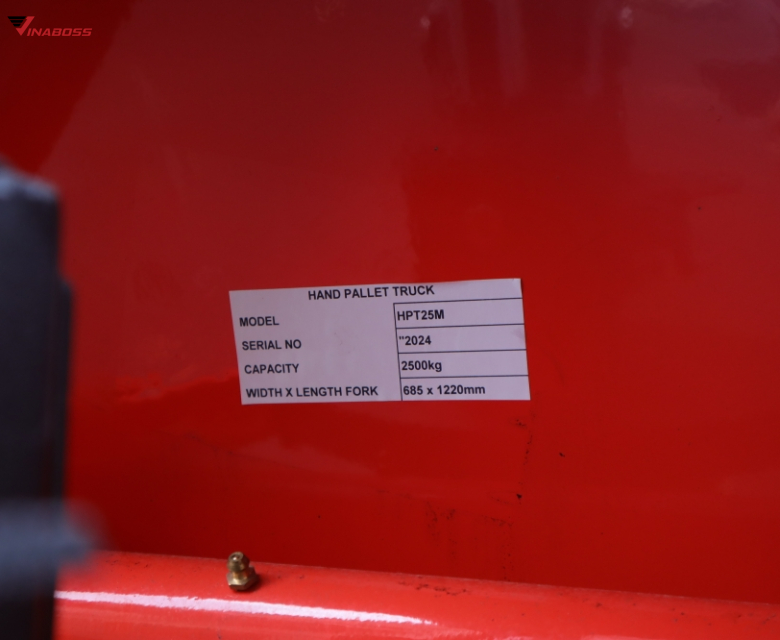 VINABOSS
HAND PALLET TRUCK
MODEL HPT25M
SERIAL NO "2024
CAPACITY 2500kg
WIDTH X LENGTH FORK 685 x 1220mm